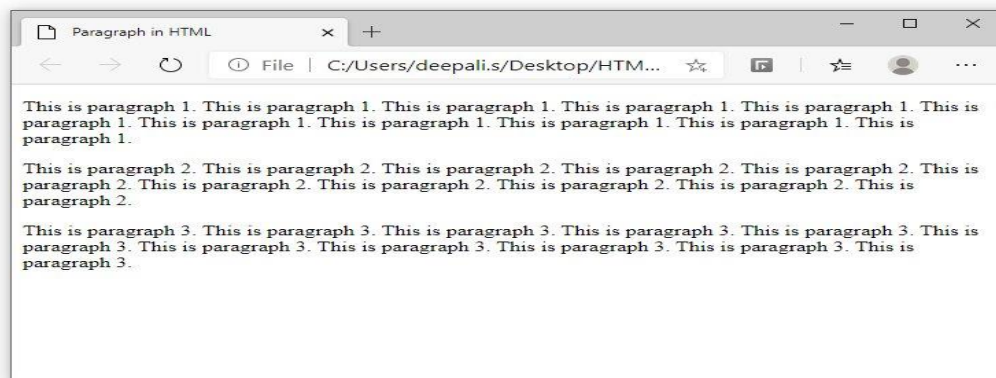 Paragraph in HTML
File | C:/Users/deepali.s/Desktop/HTM...
This is paragraph 1. This is paragraph 1. This is paragraph 1. This is paragraph 1. This is paragraph 1. This is
paragraph 1. This is paragraph 1. This is paragraph 1. This is paragraph 1. This is paragraph 1. This is
paragraph 1.
This is paragraph 2. This is paragraph 2. This is paragraph 2. This is paragraph 2. This is paragraph 2. This is
paragraph 2. This is paragraph 2. This is paragraph 2. This is paragraph 2. This is paragraph 2. This is
paragraph 2.
This is paragraph 3. This is paragraph 3. This is paragraph 3. This is paragraph 3. This is paragraph 3. This is
paragraph 3. This is paragraph 3. This is paragraph 3. This is paragraph 3. This is paragraph 3. This is
paragraph 3.